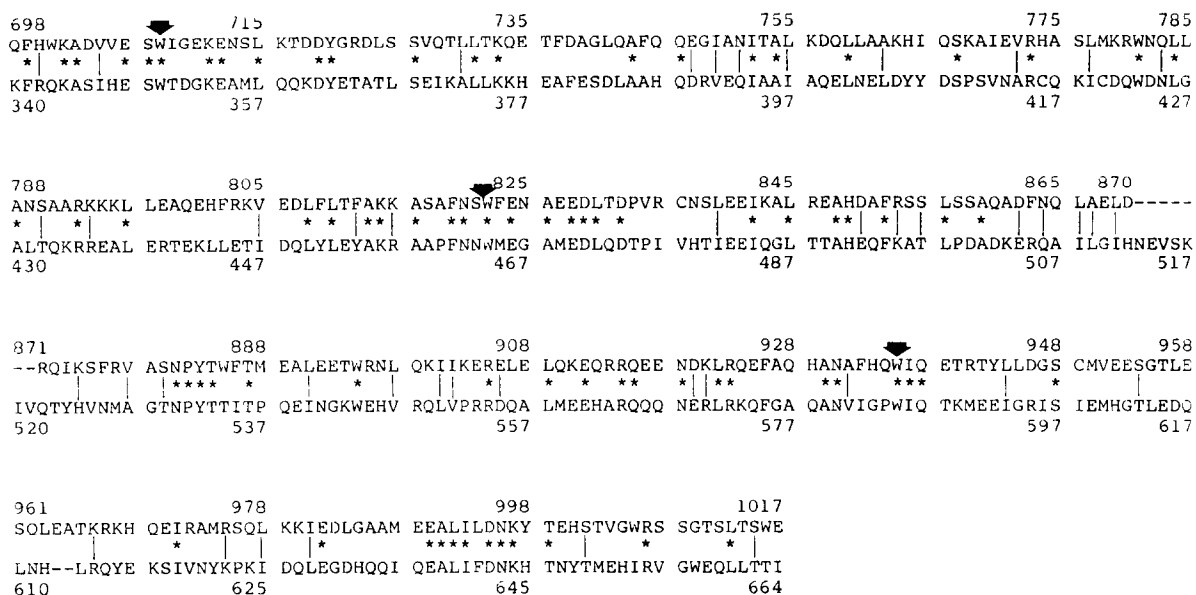 698 715 735 755 775 785
QFHWKADVVE SWIGEKENSL KTDDYGRDLS SVQTLLTKQE TFDAGLQAFQ QEGIANITAL KDQLLAAKHI QSKAIEVRHA SLMKRWNQLL
* ** * ** ** * ** * * * * * * * * * * *
KFRQKASIHE SWTDGKEAML QQKDYETATL SEIKALLKKH EAFESDLAAH QDRVEQIAAI AQELNELDYY DSPSVNARCQ KICDQWDNLG
340 357 377 397 417 427
788 805 825 845 865 870
ANSAARKKKL LEAQEHFRKV EDLFLTFAKK ASAFNSWFEN AEEDLTDPVR CNSLEEIKAL REAHDAFRSS LSSAQADFNQ LAELD-----
* * * * * ** * ** * * *** * * * ** * * *
ALTQKRREAL ERTEKLLETI DQLYLEYAKR AAPFNNWMEG AMEDLQDTPI VHTIEEIQGL TTAHEQFKAT LPDADKERQA ILGIHNEVSK
430 447 467 487 507 517
871 888 908 928 948 958
--RQIKSFRV ASNPYTWFTM EALEETWRNL QKIIKERELE LQKEQRRQEE NDKLRQEFAQ HANAFHQWIQ ETRTYLLDGS CMVEESGTLE
**** * * * * * ** * ** ** *** *
IVQTYHVNMA GTNPYTTITP QEINGKWEHV RQLVPRRDQA LMEEHARQQQ NERLRKQFGA QANVIGPWIQ TKMEEIGRIS IEMHGTLEDQ
520 537 557 577 597 617
961 978 998 1017
SQLEATKRKH QEIRAMRSQL KKIEDLGAAM EEALILDNKY TEHSTVGWRS SGTSLTSWE
* * **** *** * * *
LNH--LRQYE KSIVNYKPKI DQLEGDHQQI QEALIFDNKH TNYTMEHIRV GWEQLLTTI
610 625 645 664